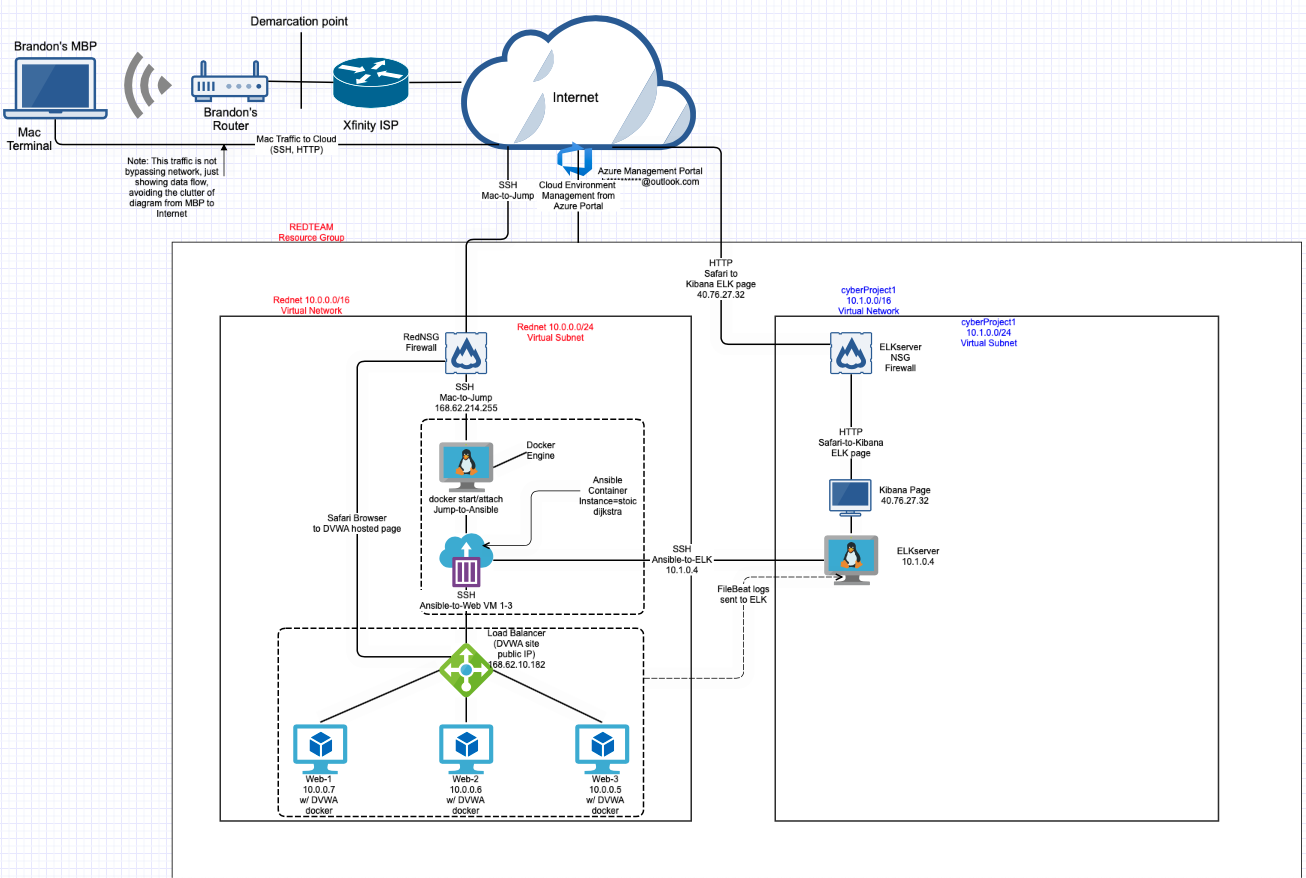 Demarcation point
Brandon's MBP
Brandon's
Router
Xfinity ISP
Internet
Mac
Terminal
Mac Traffic to Cloud
(SSH, HTTP)
Note: This traffic is not
bypassing network, just
showing data flow,
avoiding the clutter of
diagram from MBP to
Internet
SSH
Mac-to-Jump
Cloud Environment
Management from
Azure Portal
Azure Management Portal
@outlook.com
REDTEAM
Resource Group
HTTP
Safari to
Kibana ELK page
40.76.27.32
Rednet 10.0.0.0/16
Virtual Network
cyberProject1
10.1.0.0/16
Virtual Network
Rednet 10.0.0.0/24
Virtual Subnet
cyberProject1
10.1.0.0/24
Virtual Subnet
RedNSG
Firewall
ELKserver
NSG
Firewall
SSH
Mac-to-Jump
168.62.214.255
Docker
Engine
HTTP
Safari-to-Kibana
ELK page
docker start/attach
Jump-to-Ansible
Ansible
Container
Instance=stoic
dijkstra
Kibana Page
40.76.27.32
Safari Browser
to DVWA hosted page
SSH
Ansible-to-ELK
10.1.0.4
ELKserver
10.1.0.4
SSH
Ansible-to-Web VM 1-3
FileBeat logs
sent to ELK
Load Balancer
(DVWA site
public IP)
168.62.10.182
Web-1
10.0.0.7
w/ DVWA
docker
Web-2
10.0.0.6
w/ DVWA
docker
Web-3
10.0.0.5
w/ DVWA
docker